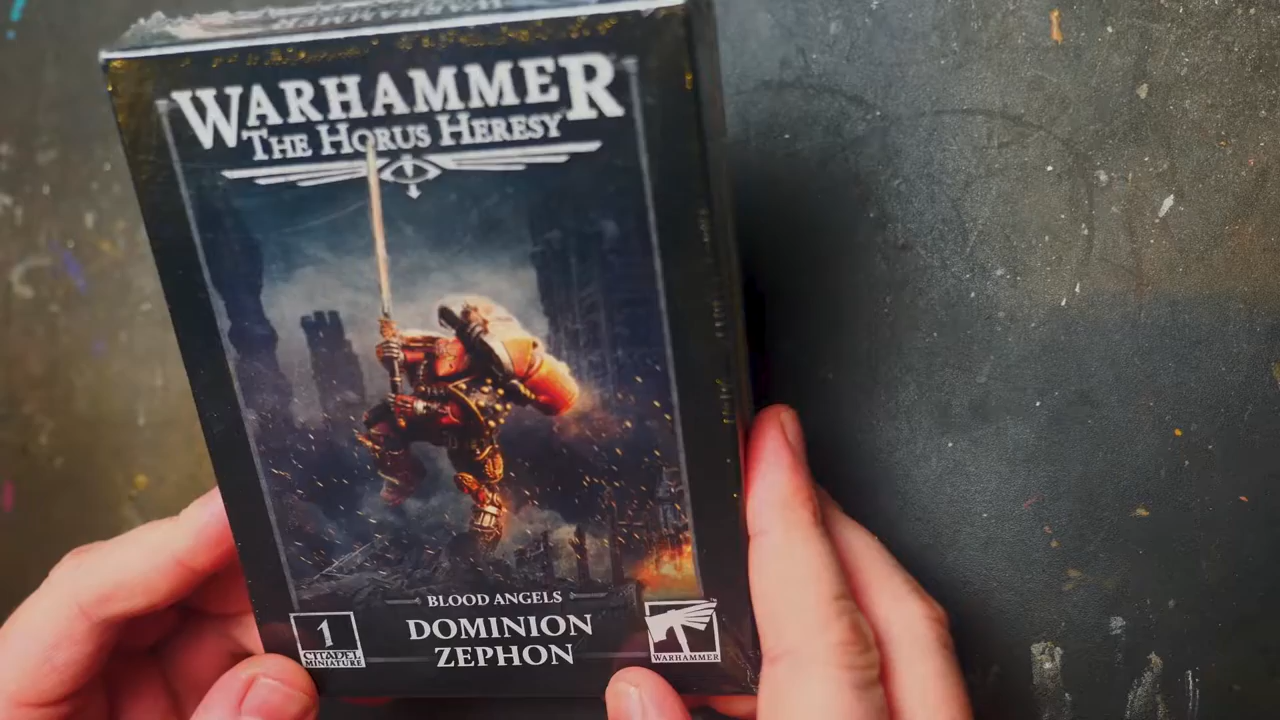 WARHAMMER
THE HORUS HERESY
BLOOD ANGELS
DOMINION
ZEPHON
1
CITADEL
MINIATURE
WARHAMMER